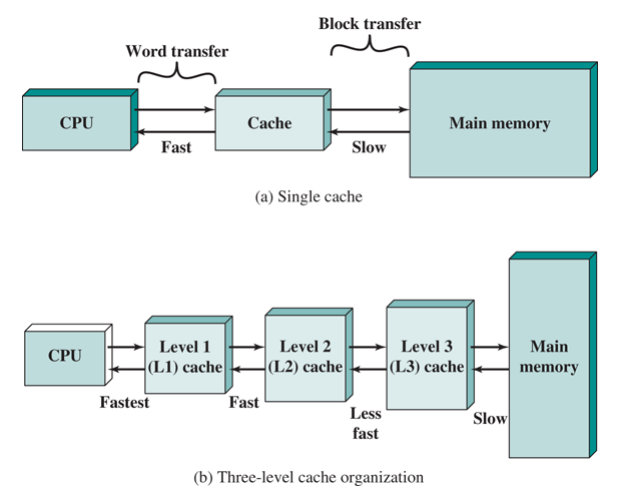 Block transfer
Word transfer
CPU
Cache
Main memory
Fast
Slow
(a) Single cache
CPU
Level 1
(L1) cache
Level 2
(L2) cache
Level 3
(L3) cache
Main
memory
Fastest
Fast
Less
fast
Slow
(b) Three-level cache organization